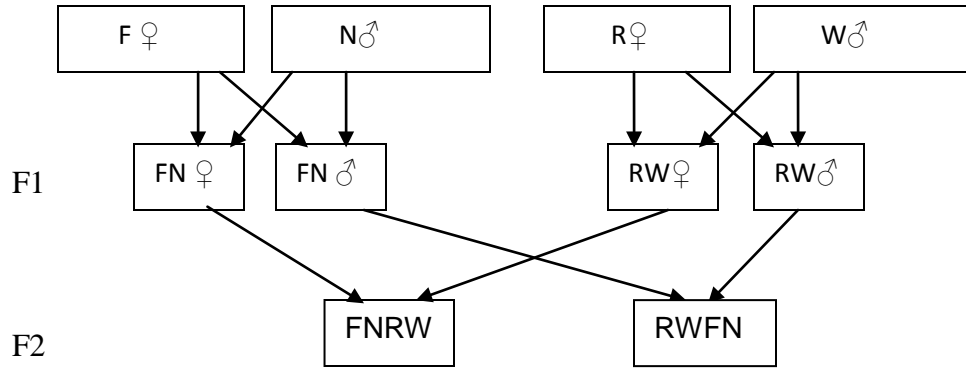 F ♀ N♂ R♀ W♂
F1 FN ♀ FN ♂ RW♀ RW♂
F2 FNRW RWFN